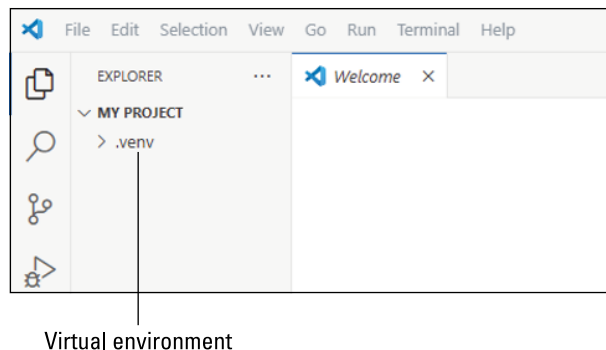 File Edit Selection View Go Run Terminal Help
EXPLORER ... Welcome ×
MY PROJECT
.venv
Virtual environment